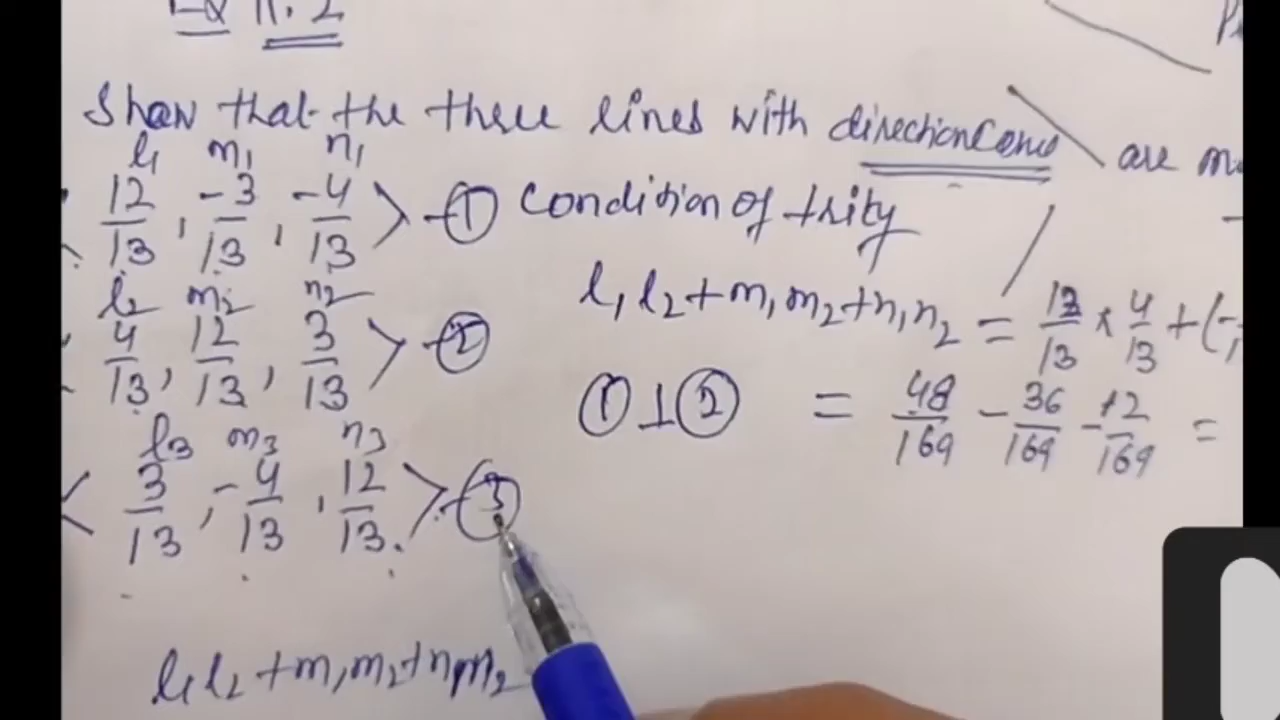 n. 2
Show that the three lines with direction are
l1 m1 n1
12/13, -3/13, -4/13 > -① Condition of
l2 m2 n2
4/13, 12/13, 3/13 > -②
l1l2 + m1m2 + n1n2 = 12/13 × 4/13 + (-
① ⊥ ② = 48/169 - 36/169 - 12/169 =
l3 m3 n3
< 3/13, -4/13, 12/13 > -③
l1l2 + m1m2 + n1n2